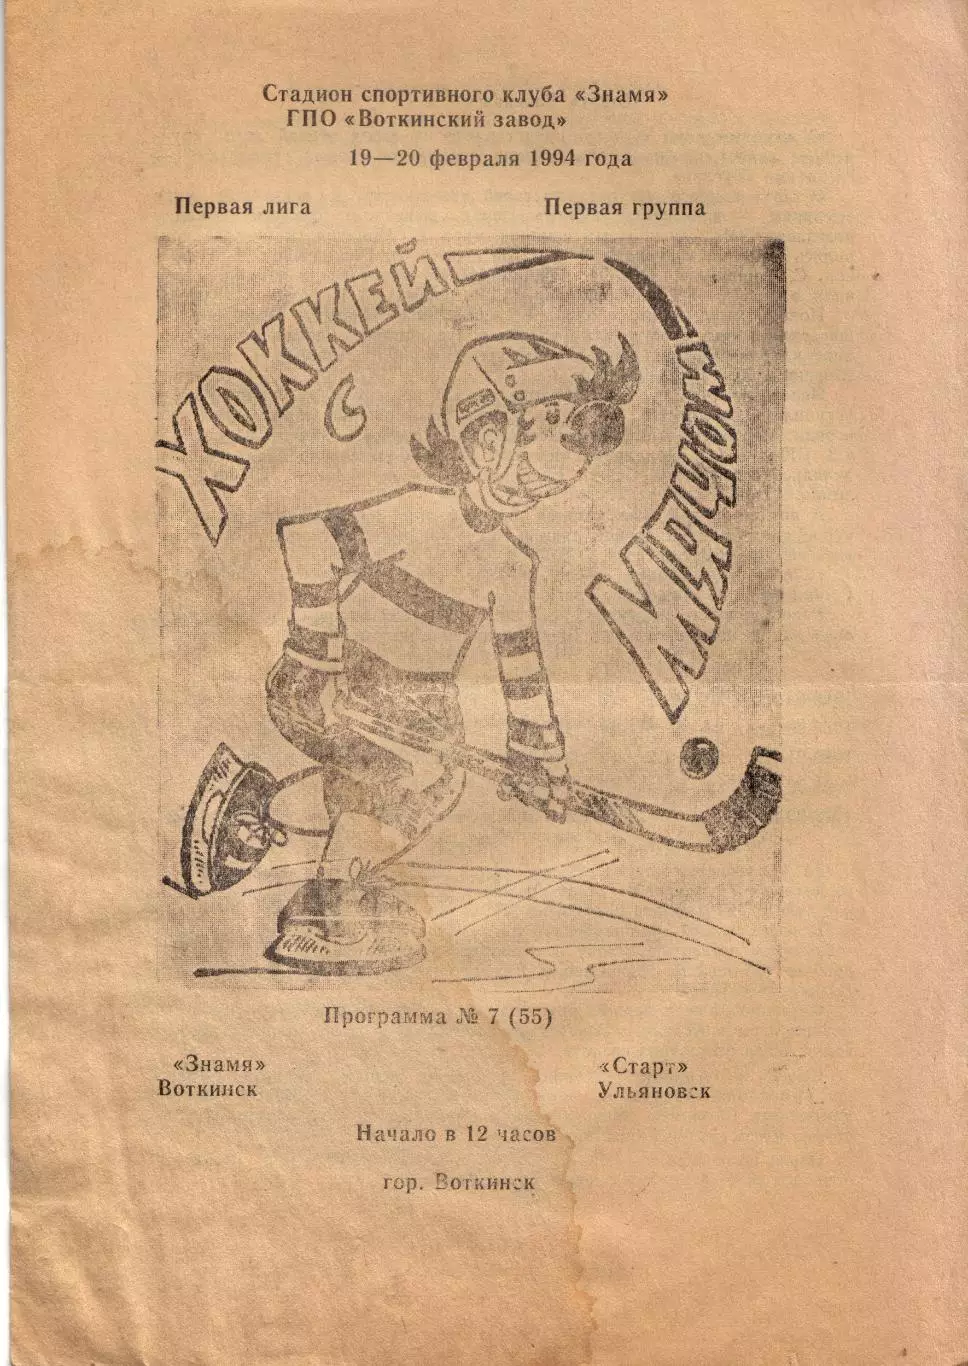 Стадион спортивного клуба «Знамя»
ГПО «Воткинский завод»
19—20 февраля 1994 года
Первая лига Первая группа
ХОККЕЙ
С
МЯЧОМ
Программа № 7 (55)
«Знамя» «Старт»
Воткинск Ульяновск
Начало в 12 часов
гор. Воткинск